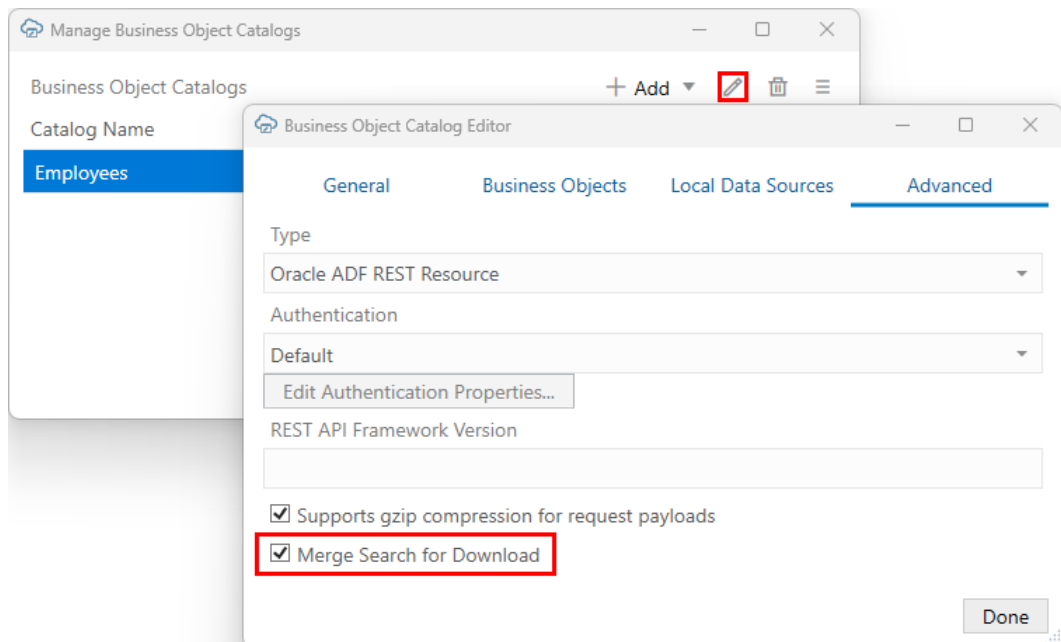 Manage Business Object Catalogs
Business Object Catalogs
Add
Catalog Name
Employees
Business Object Catalog Editor
General Business Objects Local Data Sources Advanced
Type
Oracle ADF REST Resource
Authentication
Default
Edit Authentication Properties...
REST API Framework Version
Supports gzip compression for request payloads
Merge Search for Download
Done